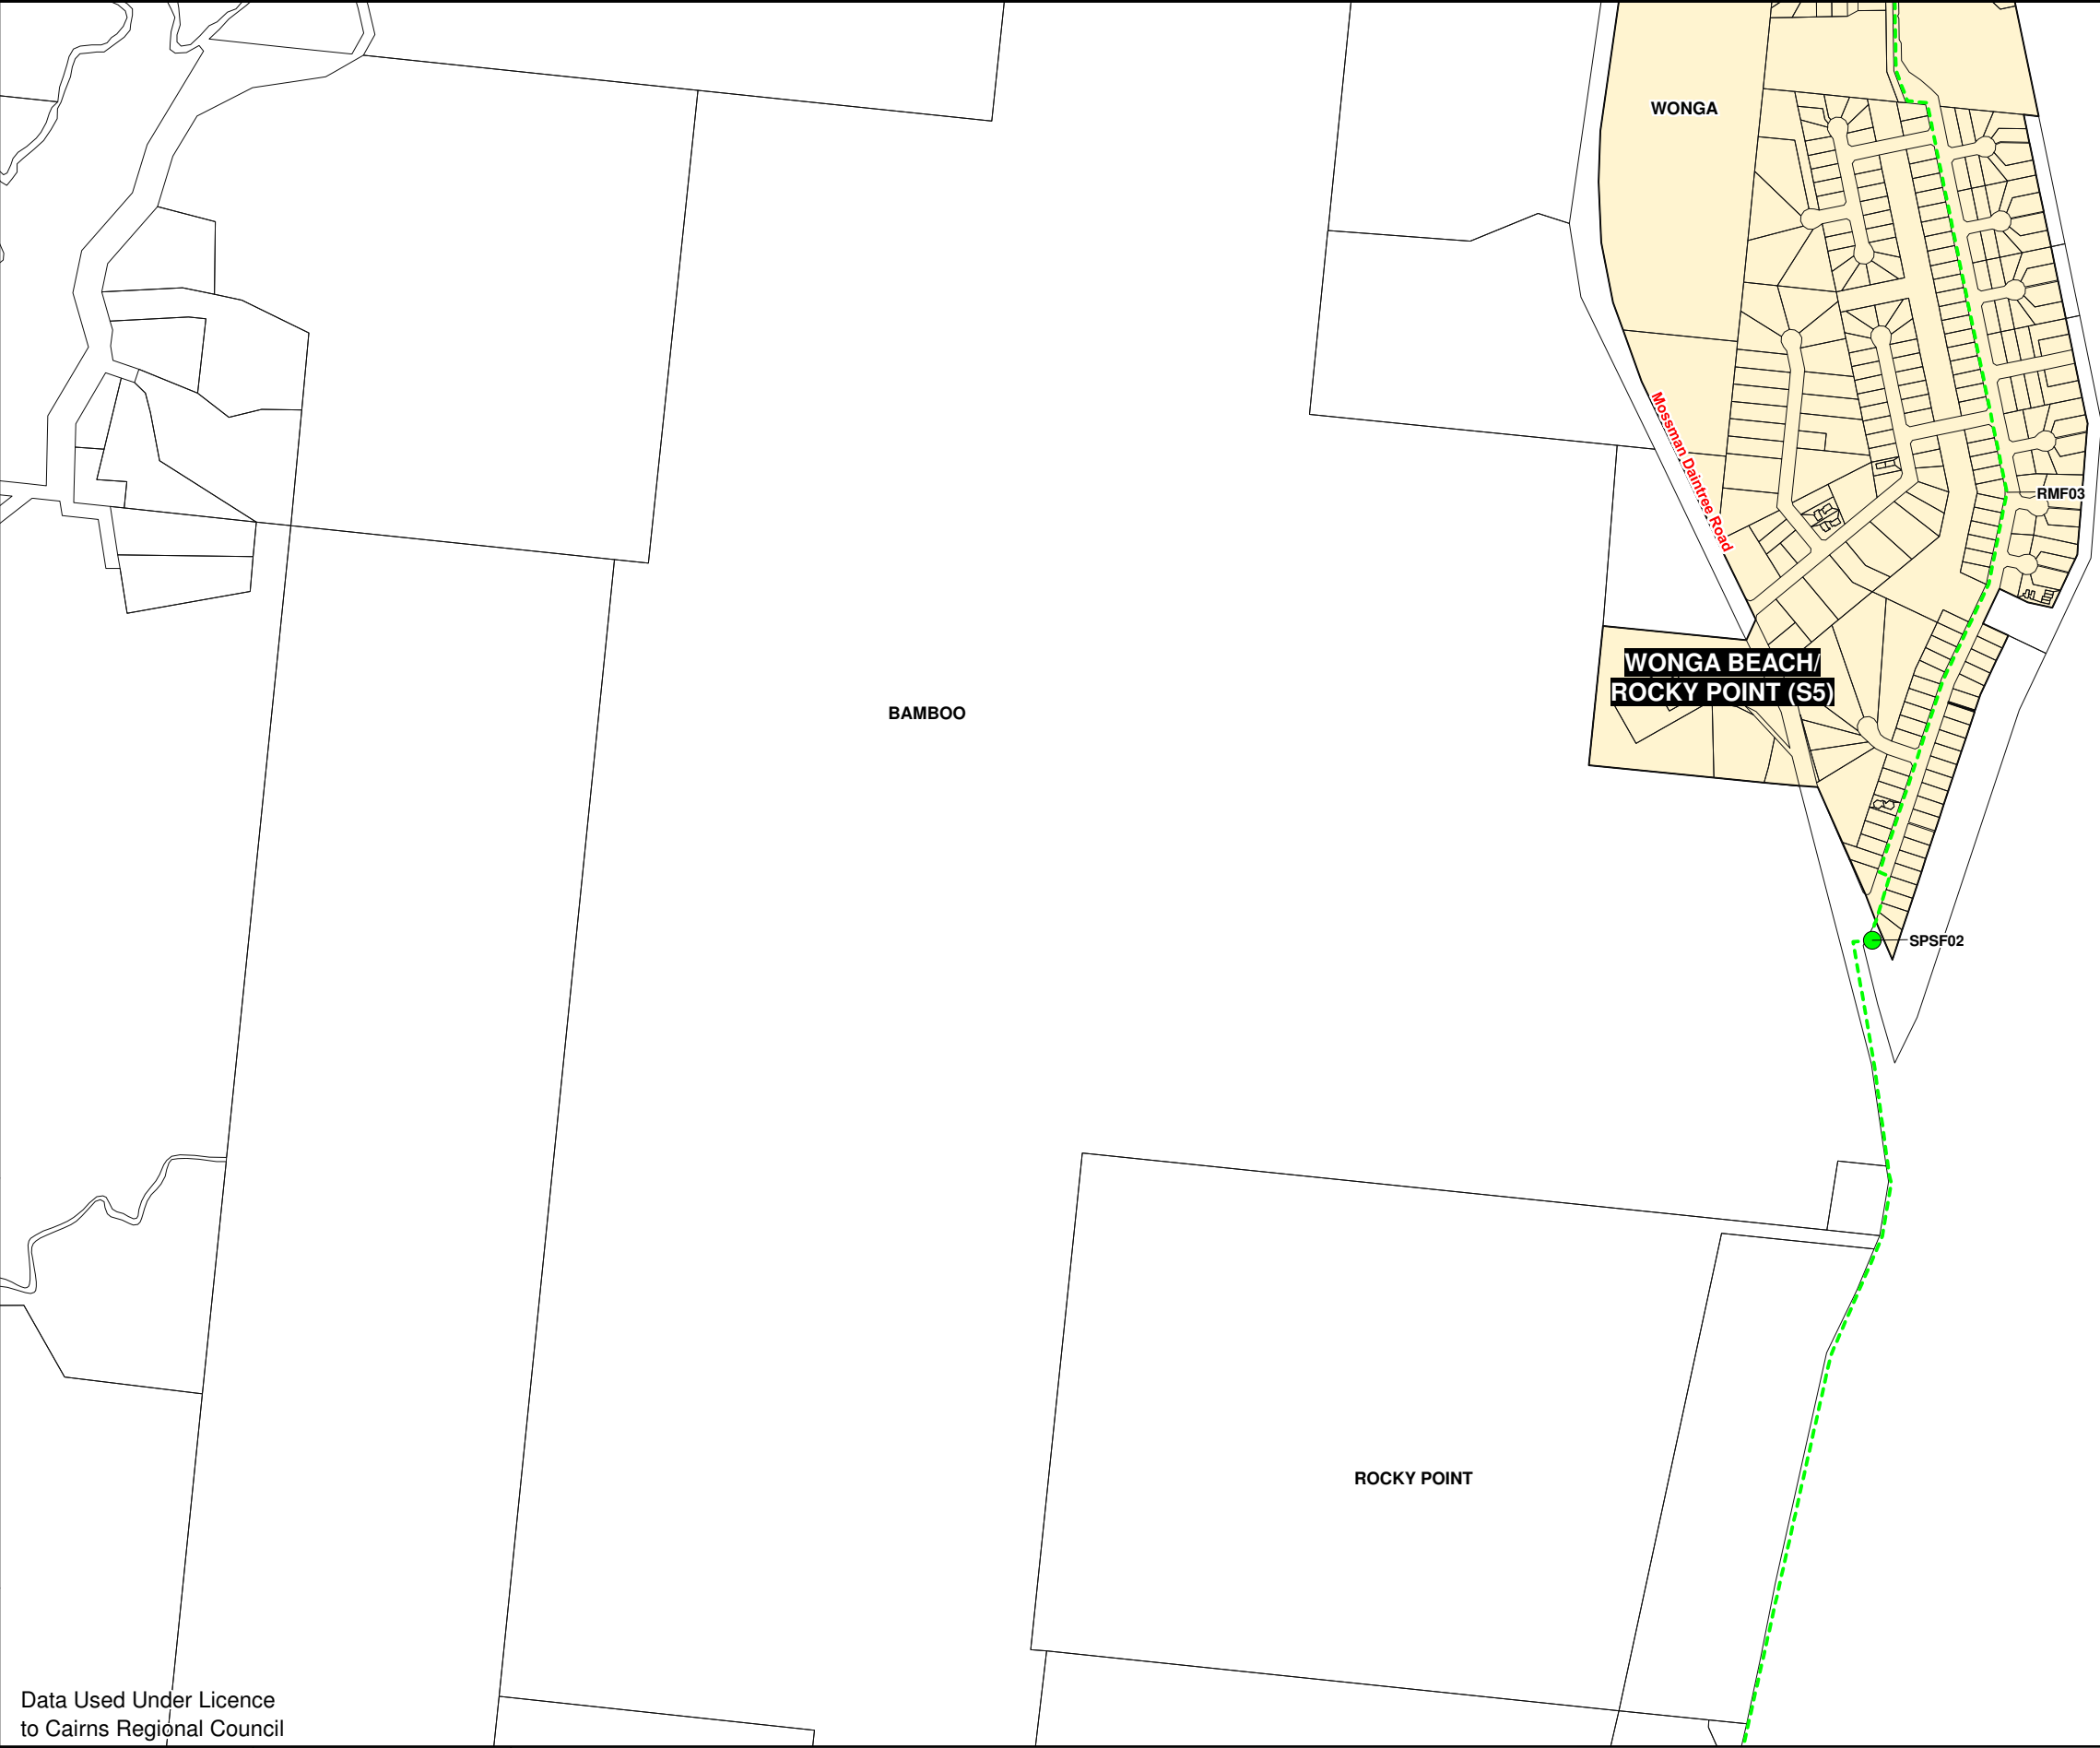 WONGA
Mossman Daintree Road
RMF03
WONGA BEACH/
ROCKY POINT (S5)
BAMBOO
SPSF02
ROCKY POINT
Data Used Under Licence
to Cairns Regional Council